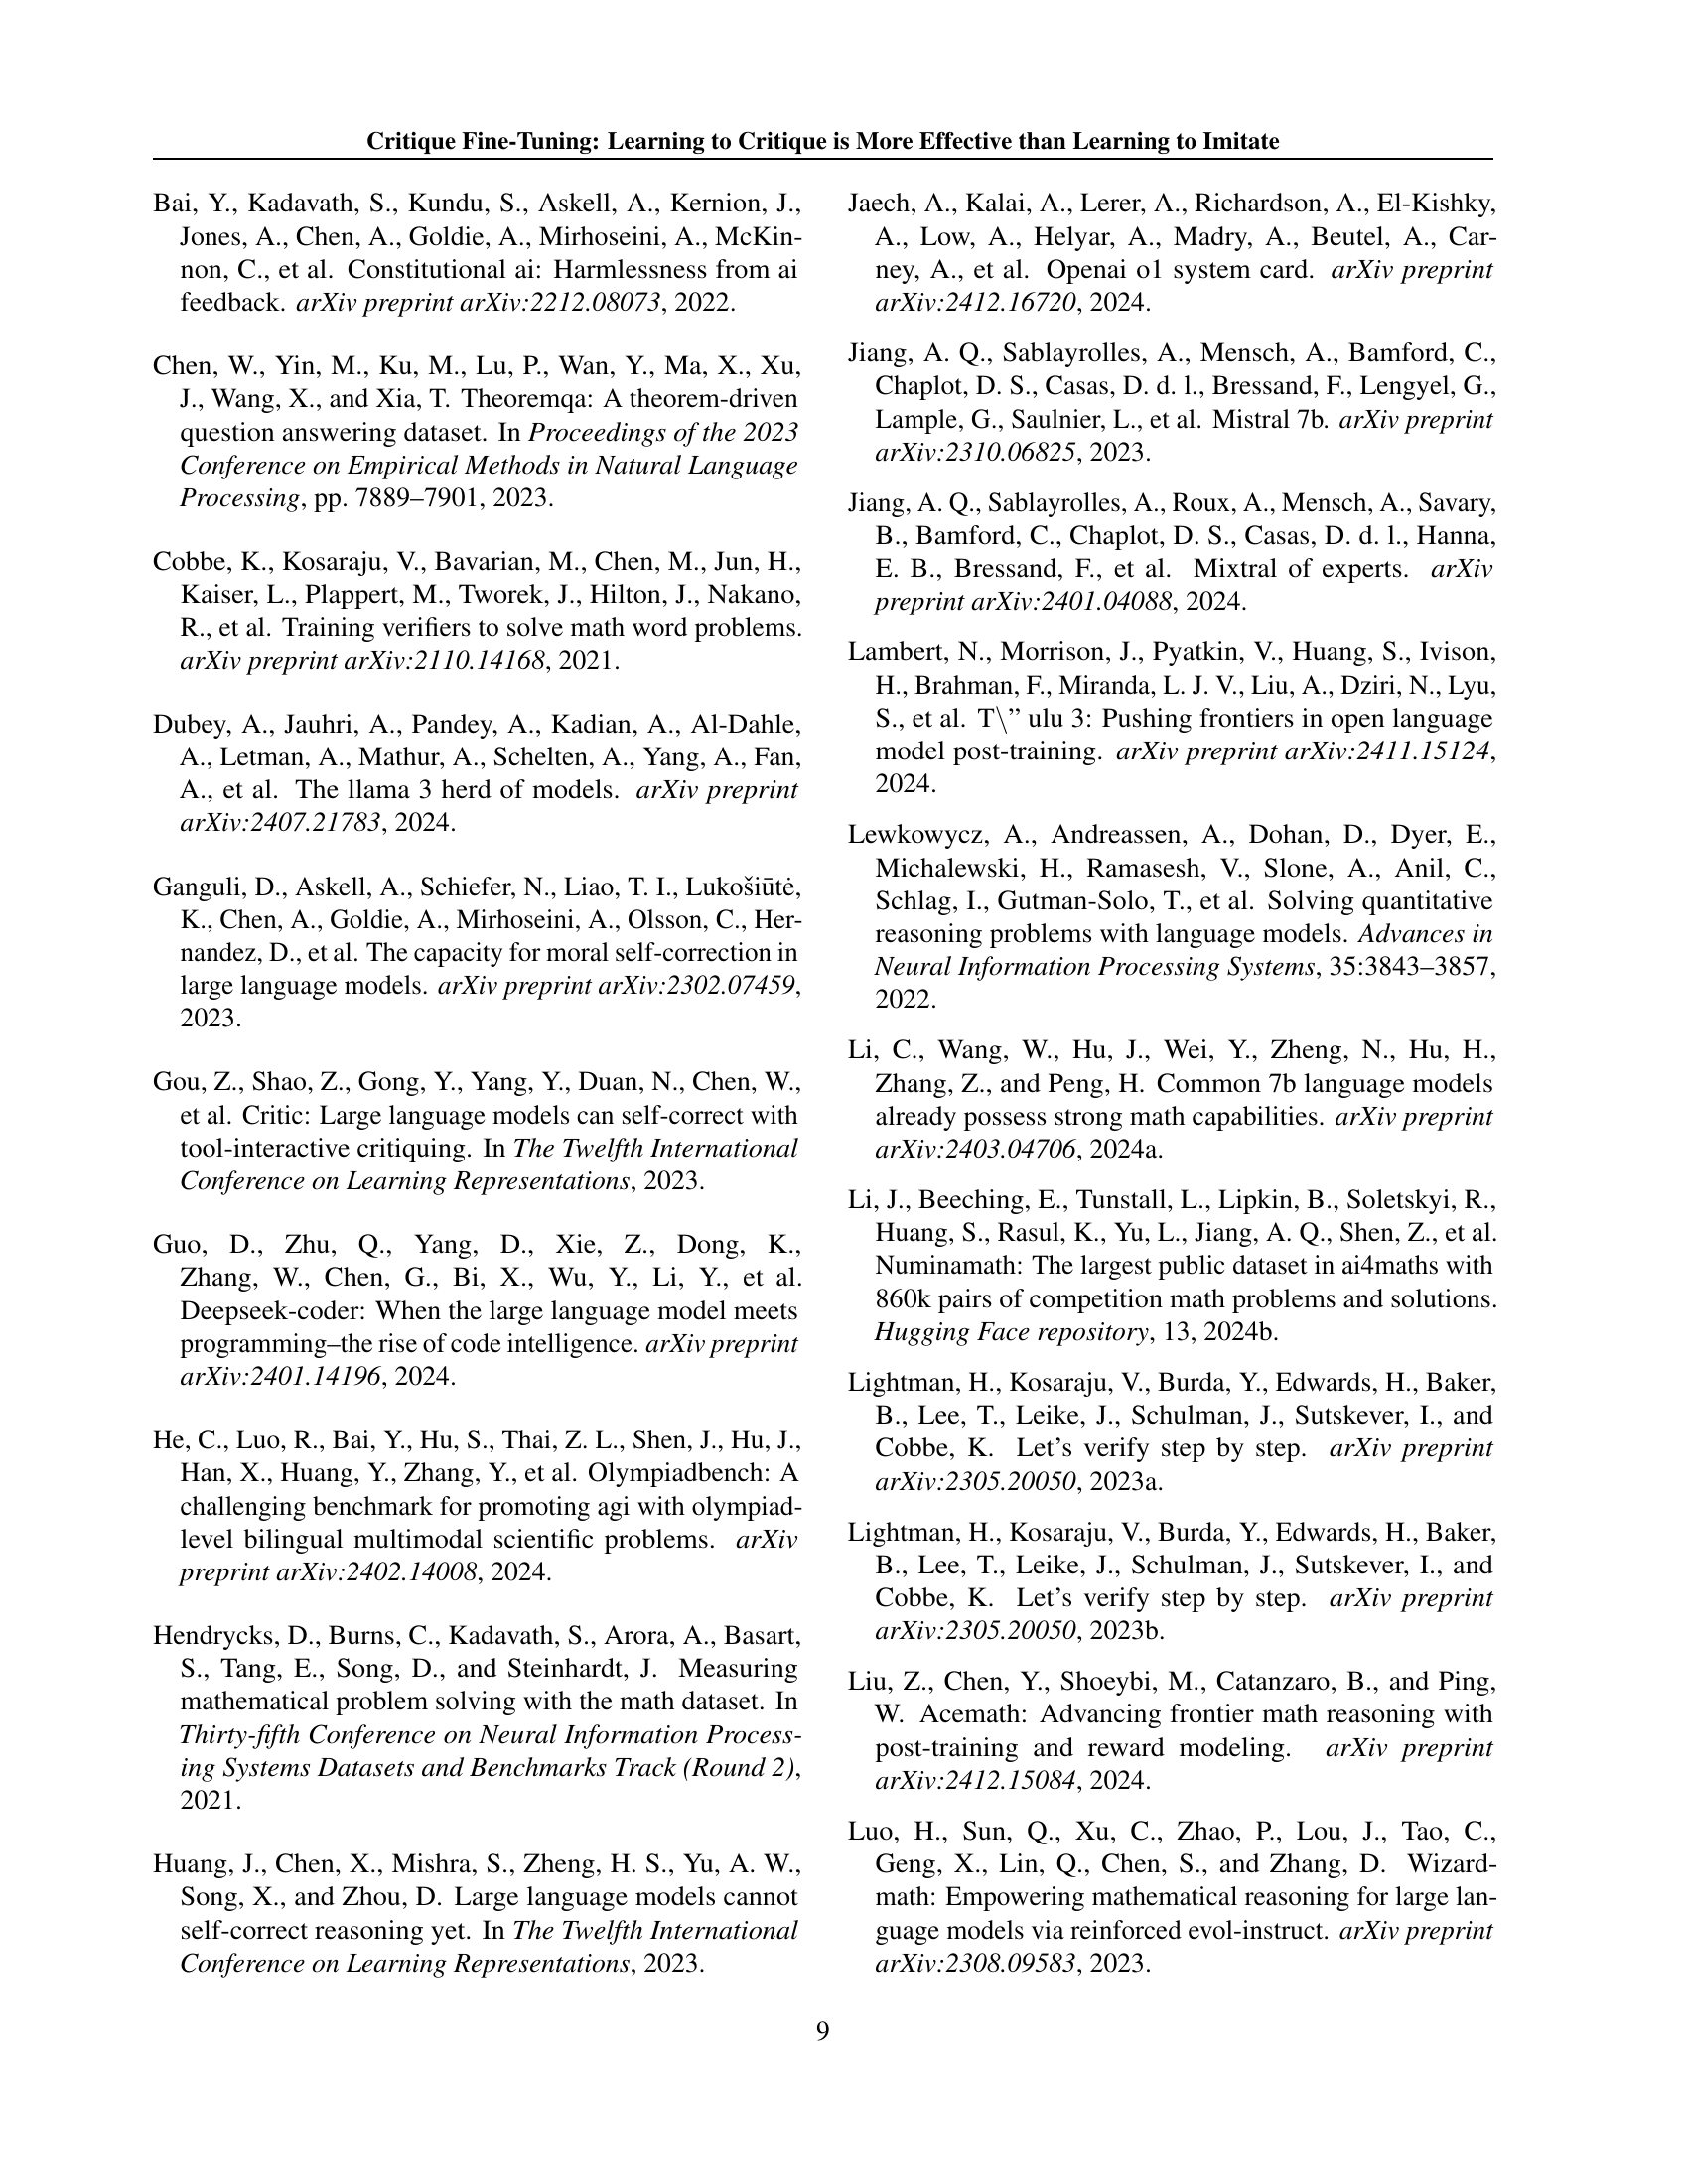 Critique Fine-Tuning: Learning to Critique is More Effective than Learning to Imitate
Bai, Y., Kadavath, S., Kundu, S., Askell, A., Kernion, J.,
Jones, A., Chen, A., Goldie, A., Mirhoseini, A., McKin-
non, C., et al. Constitutional ai: Harmlessness from ai
feedback. arXiv preprint arXiv:2212.08073, 2022.
Chen, W., Yin, M., Ku, M., Lu, P., Wan, Y., Ma, X., Xu,
J., Wang, X., and Xia, T. Theoremqa: A theorem-driven
question answering dataset. In Proceedings of the 2023
Conference on Empirical Methods in Natural Language
Processing, pp. 7889–7901, 2023.
Cobbe, K., Kosaraju, V., Bavarian, M., Chen, M., Jun, H.,
Kaiser, L., Plappert, M., Tworek, J., Hilton, J., Nakano,
R., et al. Training verifiers to solve math word problems.
arXiv preprint arXiv:2110.14168, 2021.
Dubey, A., Jauhri, A., Pandey, A., Kadian, A., Al-Dahle,
A., Letman, A., Mathur, A., Schelten, A., Yang, A., Fan,
A., et al. The llama 3 herd of models. arXiv preprint
arXiv:2407.21783, 2024.
Ganguli, D., Askell, A., Schiefer, N., Liao, T. I., Lukošiūtė,
K., Chen, A., Goldie, A., Mirhoseini, A., Olsson, C., Her-
nandez, D., et al. The capacity for moral self-correction in
large language models. arXiv preprint arXiv:2302.07459,
2023.
Gou, Z., Shao, Z., Gong, Y., Yang, Y., Duan, N., Chen, W.,
et al. Critic: Large language models can self-correct with
tool-interactive critiquing. In The Twelfth International
Conference on Learning Representations, 2023.
Guo, D., Zhu, Q., Yang, D., Xie, Z., Dong, K.,
Zhang, W., Chen, G., Bi, X., Wu, Y., Li, Y., et al.
Deepseek-coder: When the large language model meets
programming–the rise of code intelligence. arXiv preprint
arXiv:2401.14196, 2024.
He, C., Luo, R., Bai, Y., Hu, S., Thai, Z. L., Shen, J., Hu, J.,
Han, X., Huang, Y., Zhang, Y., et al. Olympiadbench: A
challenging benchmark for promoting agi with olympiad-
level bilingual multimodal scientific problems. arXiv
preprint arXiv:2402.14008, 2024.
Hendrycks, D., Burns, C., Kadavath, S., Arora, A., Basart,
S., Tang, E., Song, D., and Steinhardt, J. Measuring
mathematical problem solving with the math dataset. In
Thirty-fifth Conference on Neural Information Process-
ing Systems Datasets and Benchmarks Track (Round 2),
2021.
Huang, J., Chen, X., Mishra, S., Zheng, H. S., Yu, A. W.,
Song, X., and Zhou, D. Large language models cannot
self-correct reasoning yet. In The Twelfth International
Conference on Learning Representations, 2023.
Jaech, A., Kalai, A., Lerer, A., Richardson, A., El-Kishky,
A., Low, A., Helyar, A., Madry, A., Beutel, A., Car-
ney, A., et al. Openai o1 system card. arXiv preprint
arXiv:2412.16720, 2024.
Jiang, A. Q., Sablayrolles, A., Mensch, A., Bamford, C.,
Chaplot, D. S., Casas, D. d. l., Bressand, F., Lengyel, G.,
Lample, G., Saulnier, L., et al. Mistral 7b. arXiv preprint
arXiv:2310.06825, 2023.
Jiang, A. Q., Sablayrolles, A., Roux, A., Mensch, A., Savary,
B., Bamford, C., Chaplot, D. S., Casas, D. d. l., Hanna,
E. B., Bressand, F., et al. Mixtral of experts. arXiv
preprint arXiv:2401.04088, 2024.
Lambert, N., Morrison, J., Pyatkin, V., Huang, S., Ivison,
H., Brahman, F., Miranda, L. J. V., Liu, A., Dziri, N., Lyu,
S., et al. T\” ulu 3: Pushing frontiers in open language
model post-training. arXiv preprint arXiv:2411.15124,
2024.
Lewkowycz, A., Andreassen, A., Dohan, D., Dyer, E.,
Michalewski, H., Ramasesh, V., Slone, A., Anil, C.,
Schlag, I., Gutman-Solo, T., et al. Solving quantitative
reasoning problems with language models. Advances in
Neural Information Processing Systems, 35:3843–3857,
2022.
Li, C., Wang, W., Hu, J., Wei, Y., Zheng, N., Hu, H.,
Zhang, Z., and Peng, H. Common 7b language models
already possess strong math capabilities. arXiv preprint
arXiv:2403.04706, 2024a.
Li, J., Beeching, E., Tunstall, L., Lipkin, B., Soletskyi, R.,
Huang, S., Rasul, K., Yu, L., Jiang, A. Q., Shen, Z., et al.
Numinamath: The largest public dataset in ai4maths with
860k pairs of competition math problems and solutions.
Hugging Face repository, 13, 2024b.
Lightman, H., Kosaraju, V., Burda, Y., Edwards, H., Baker,
B., Lee, T., Leike, J., Schulman, J., Sutskever, I., and
Cobbe, K. Let’s verify step by step. arXiv preprint
arXiv:2305.20050, 2023a.
Lightman, H., Kosaraju, V., Burda, Y., Edwards, H., Baker,
B., Lee, T., Leike, J., Schulman, J., Sutskever, I., and
Cobbe, K. Let’s verify step by step. arXiv preprint
arXiv:2305.20050, 2023b.
Liu, Z., Chen, Y., Shoeybi, M., Catanzaro, B., and Ping,
W. Acemath: Advancing frontier math reasoning with
post-training and reward modeling. arXiv preprint
arXiv:2412.15084, 2024.
Luo, H., Sun, Q., Xu, C., Zhao, P., Lou, J., Tao, C.,
Geng, X., Lin, Q., Chen, S., and Zhang, D. Wizard-
math: Empowering mathematical reasoning for large lan-
guage models via reinforced evol-instruct. arXiv preprint
arXiv:2308.09583, 2023.
9